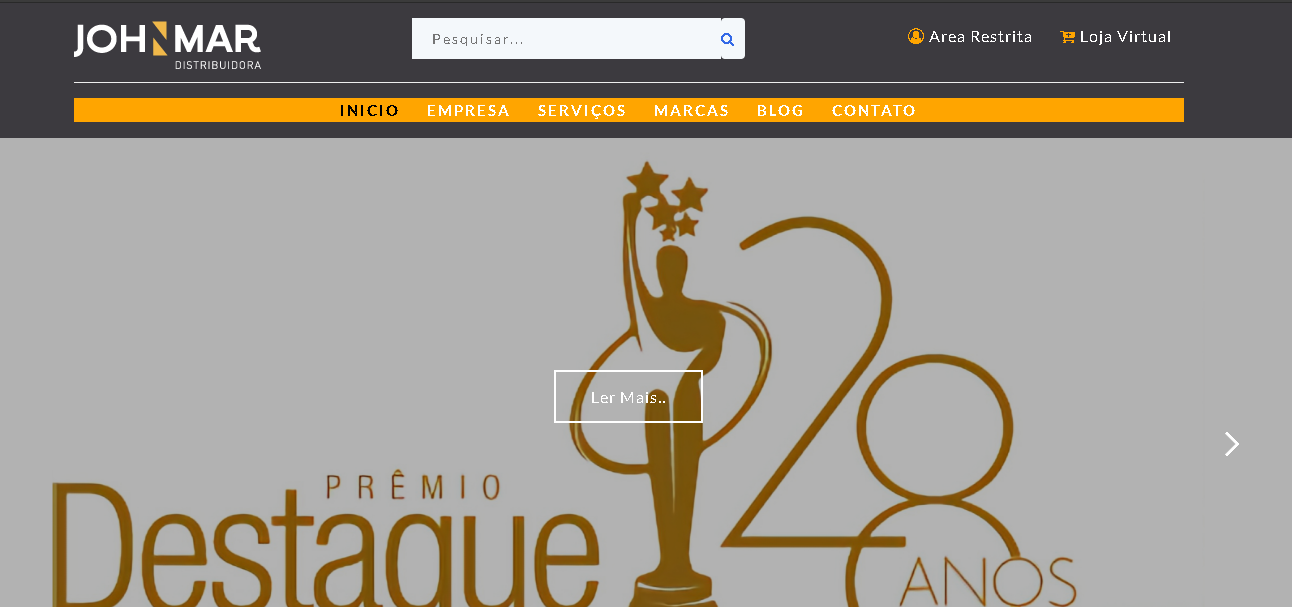 JOHNMAR
DISTRIBUIDORA
Pesquisar...
Area Restrita
Loja Virtual
INICIO EMPRESA SERVIÇOS MARCAS BLOG CONTATO
Ler Mais..
PRÊMIO
Destaque
28
ANOS